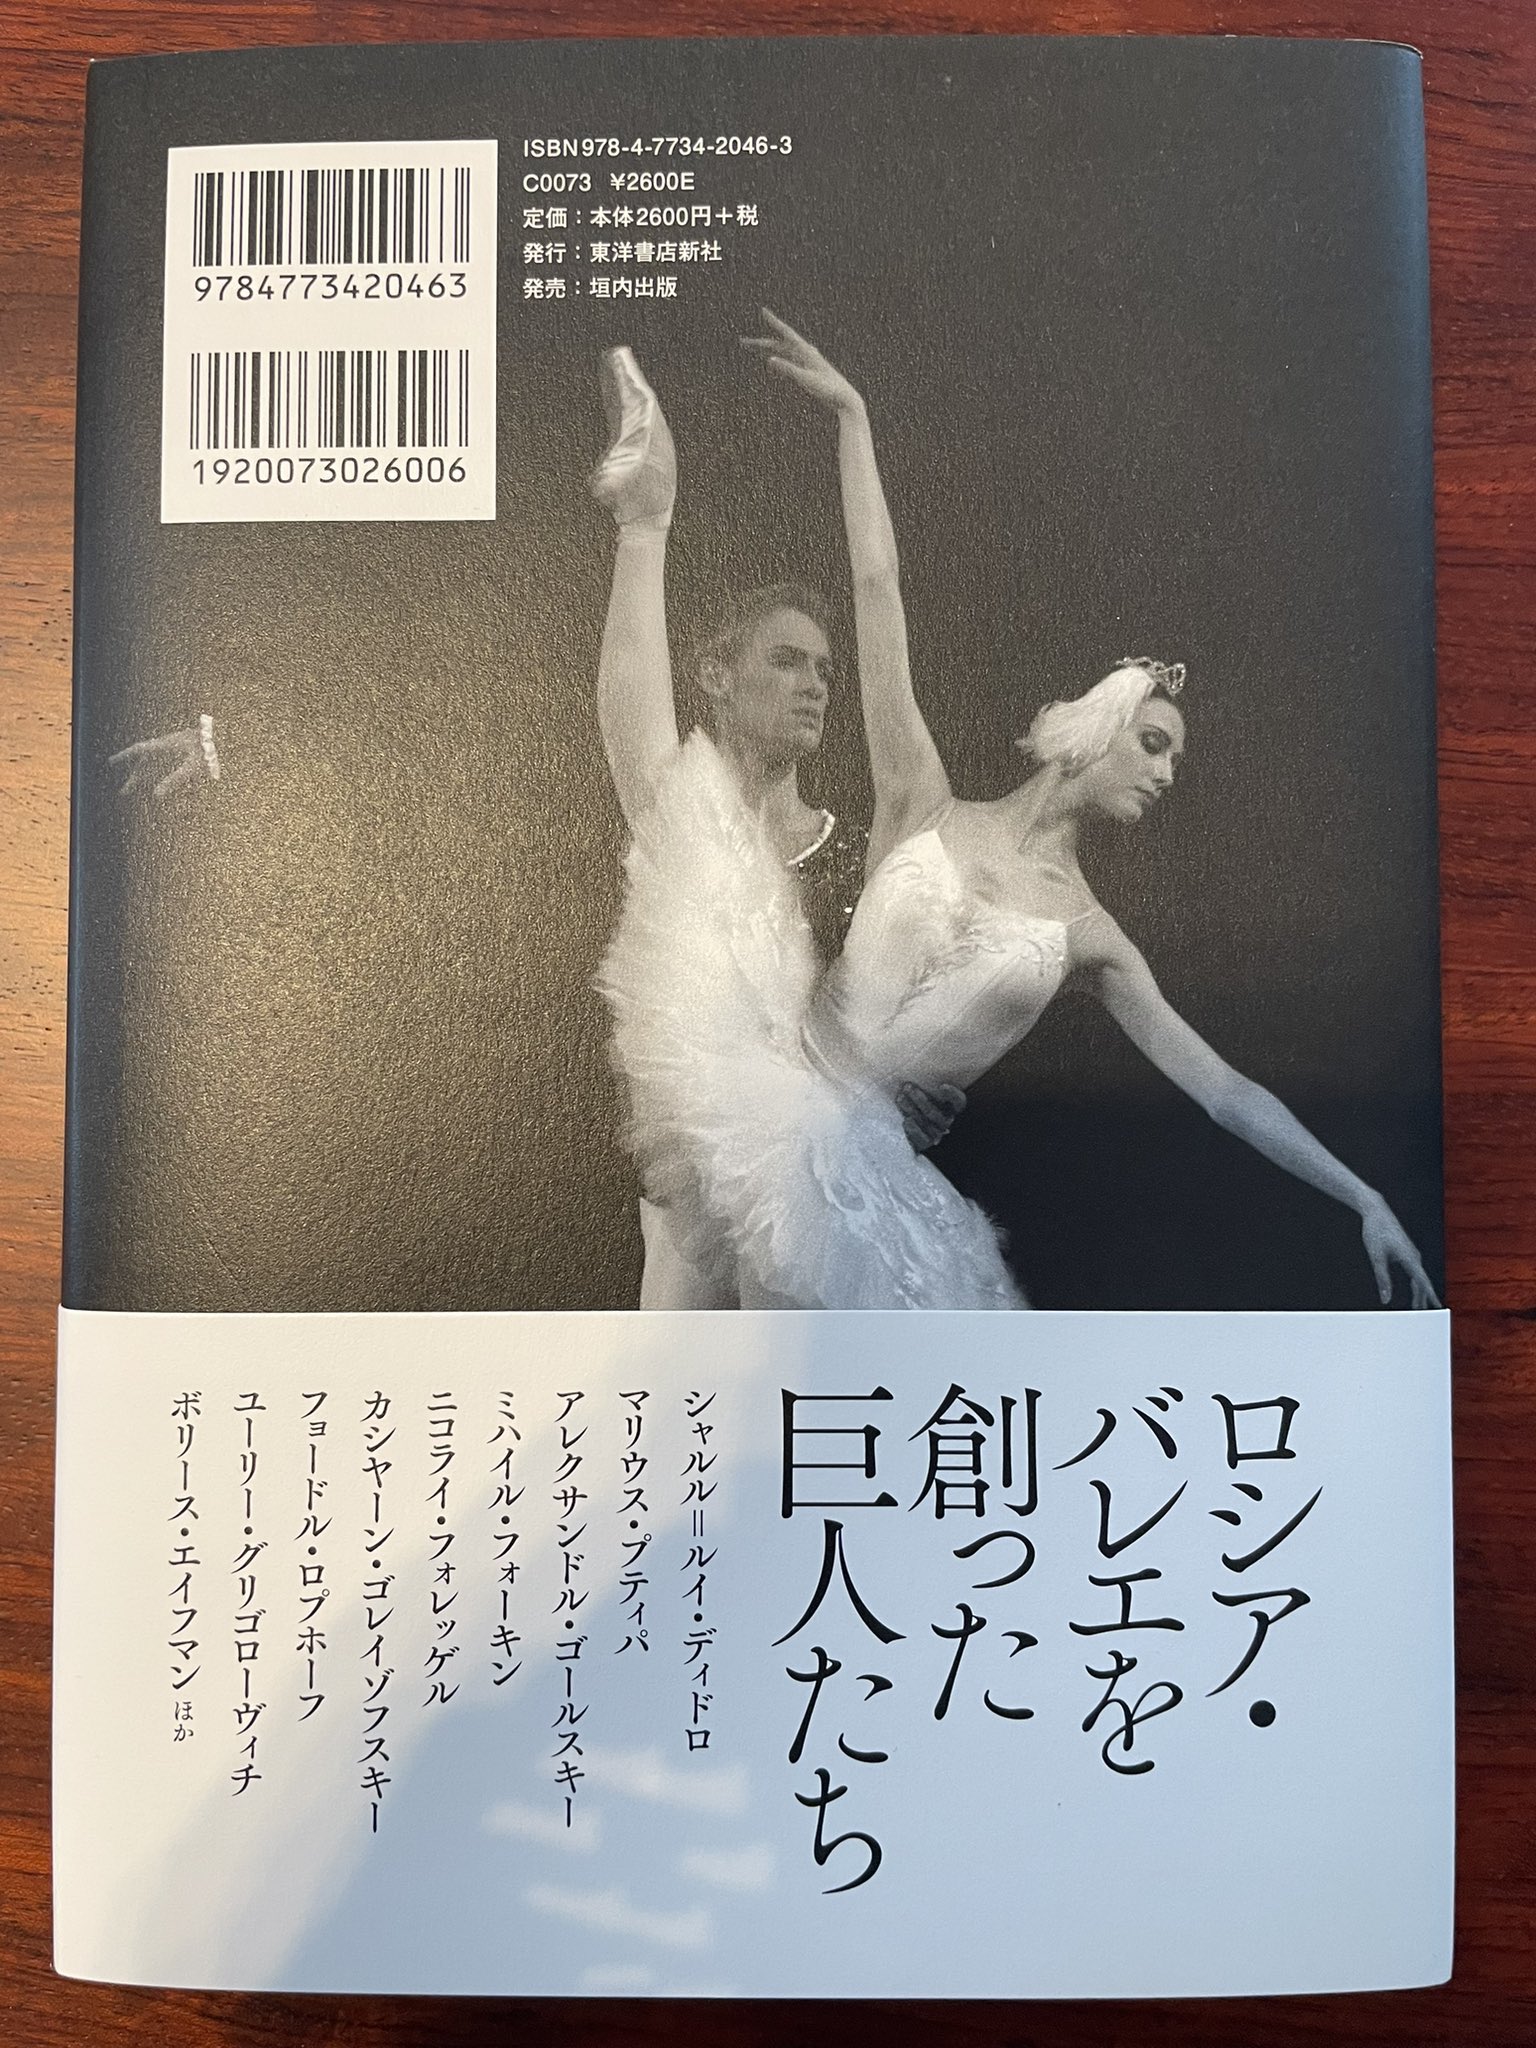 ISBN978-4-7734-2046-3
C0073 ¥2600E
定価：本体2600円＋税
発行：東洋書店新社
発売：垣内出版
9784773420463
1920073026006
ロシア・
バレエを
創った
巨人たち
シャルル＝ルイ・ディドロ
マリウス・プティパ
アレクサンドル・ゴールスキー
ミハイル・フォーキン
ニコライ・フォレッゲル
カシヤーン・ゴレイゾフスキー
フョードル・ロプホーフ
ユーリー・グリゴローヴィチ
ボリース・エイフマン ほか